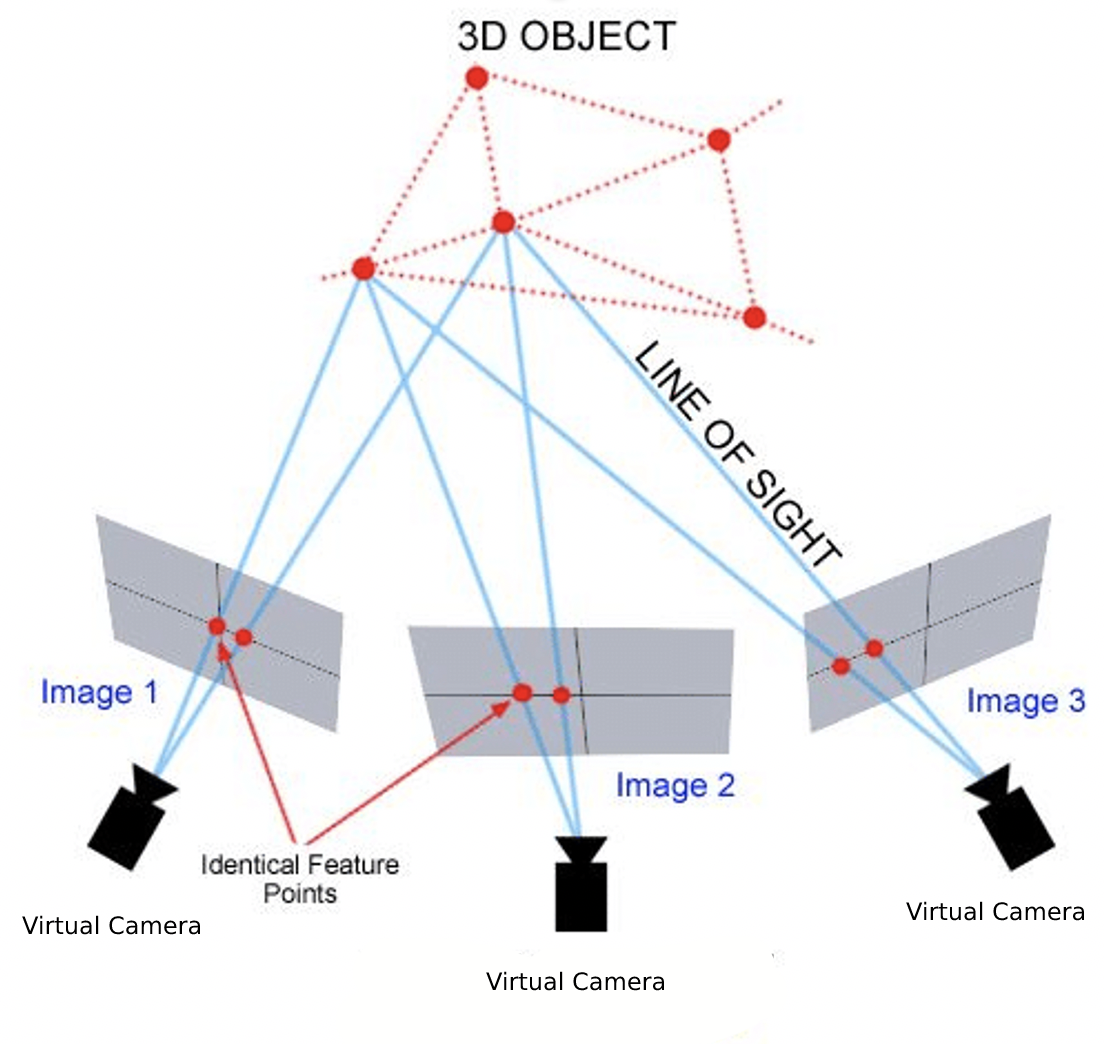 3D OBJECT
LINE OF SIGHT
Image 1
Image 2
Image 3
Identical Feature
Points
Virtual Camera
Virtual Camera
Virtual Camera